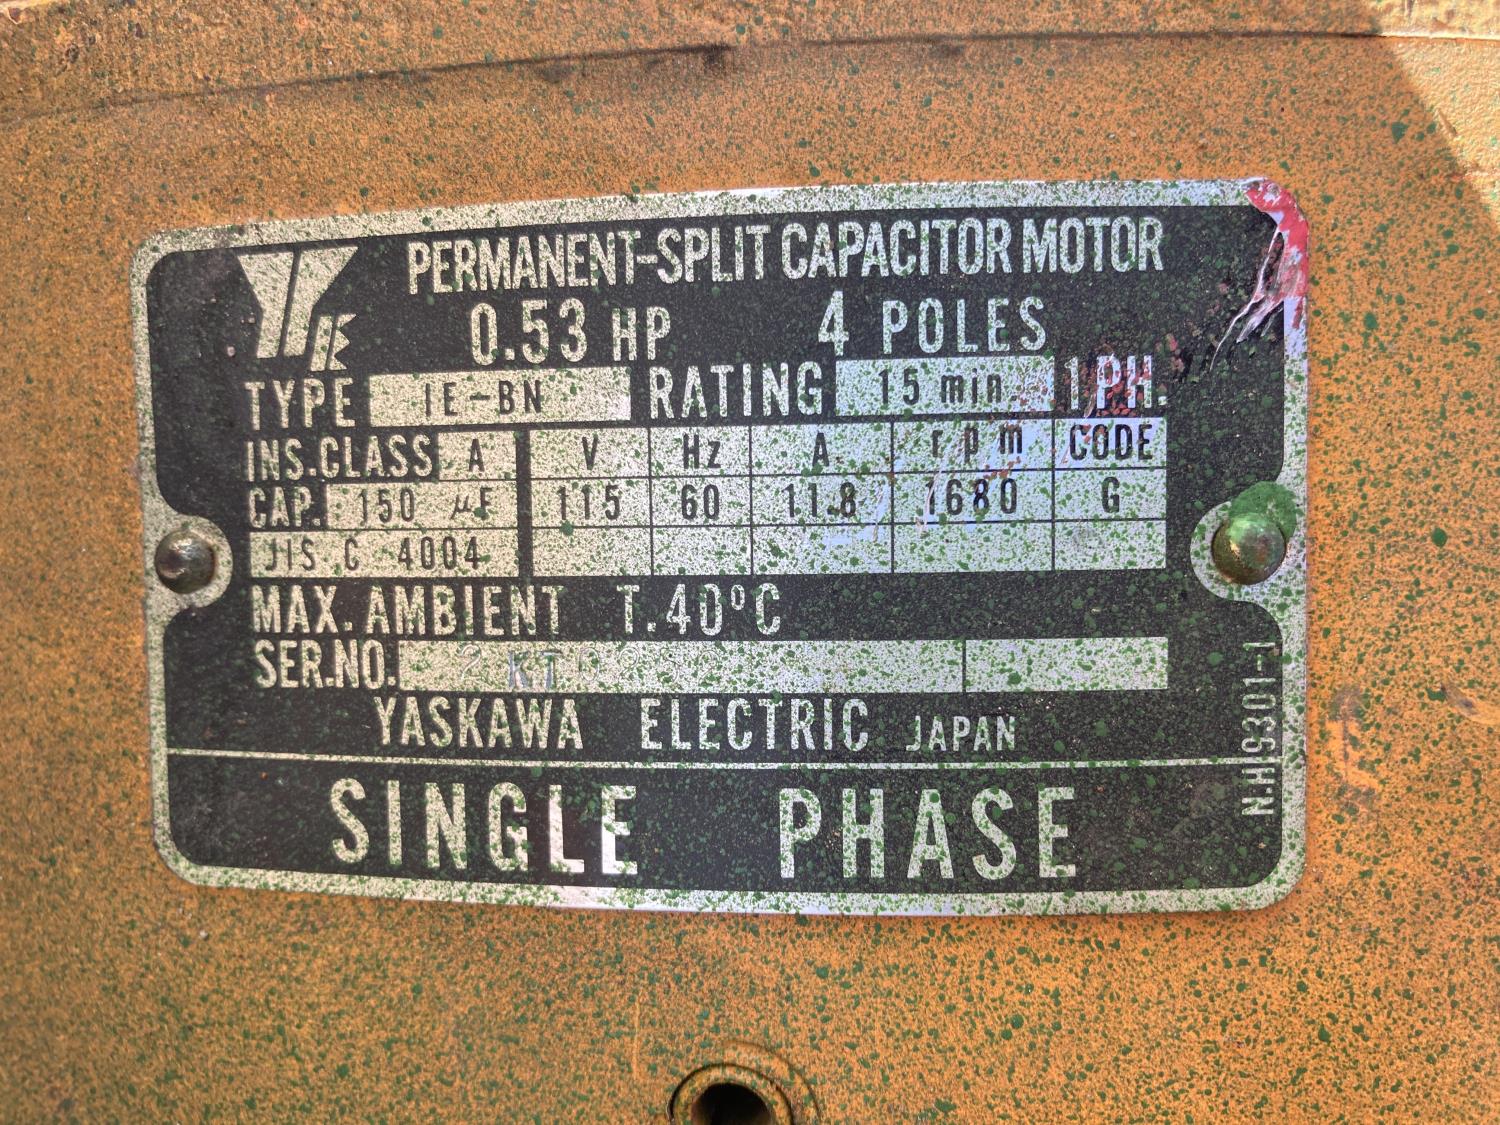 YE
PERMANENT-SPLIT CAPACITOR MOTOR
0.53 HP 4 POLES
TYPE IE-BN RATING 15 min. 1PH.
INS.CLASS A V Hz A rpm CODE
CAP. 150 μF 115 60 11.8 1680 G
JIS C 4004
MAX. AMBIENT T.40°C
SER.NO.
YASKAWA ELECTRIC JAPAN
SINGLE PHASE
N.H9301-1